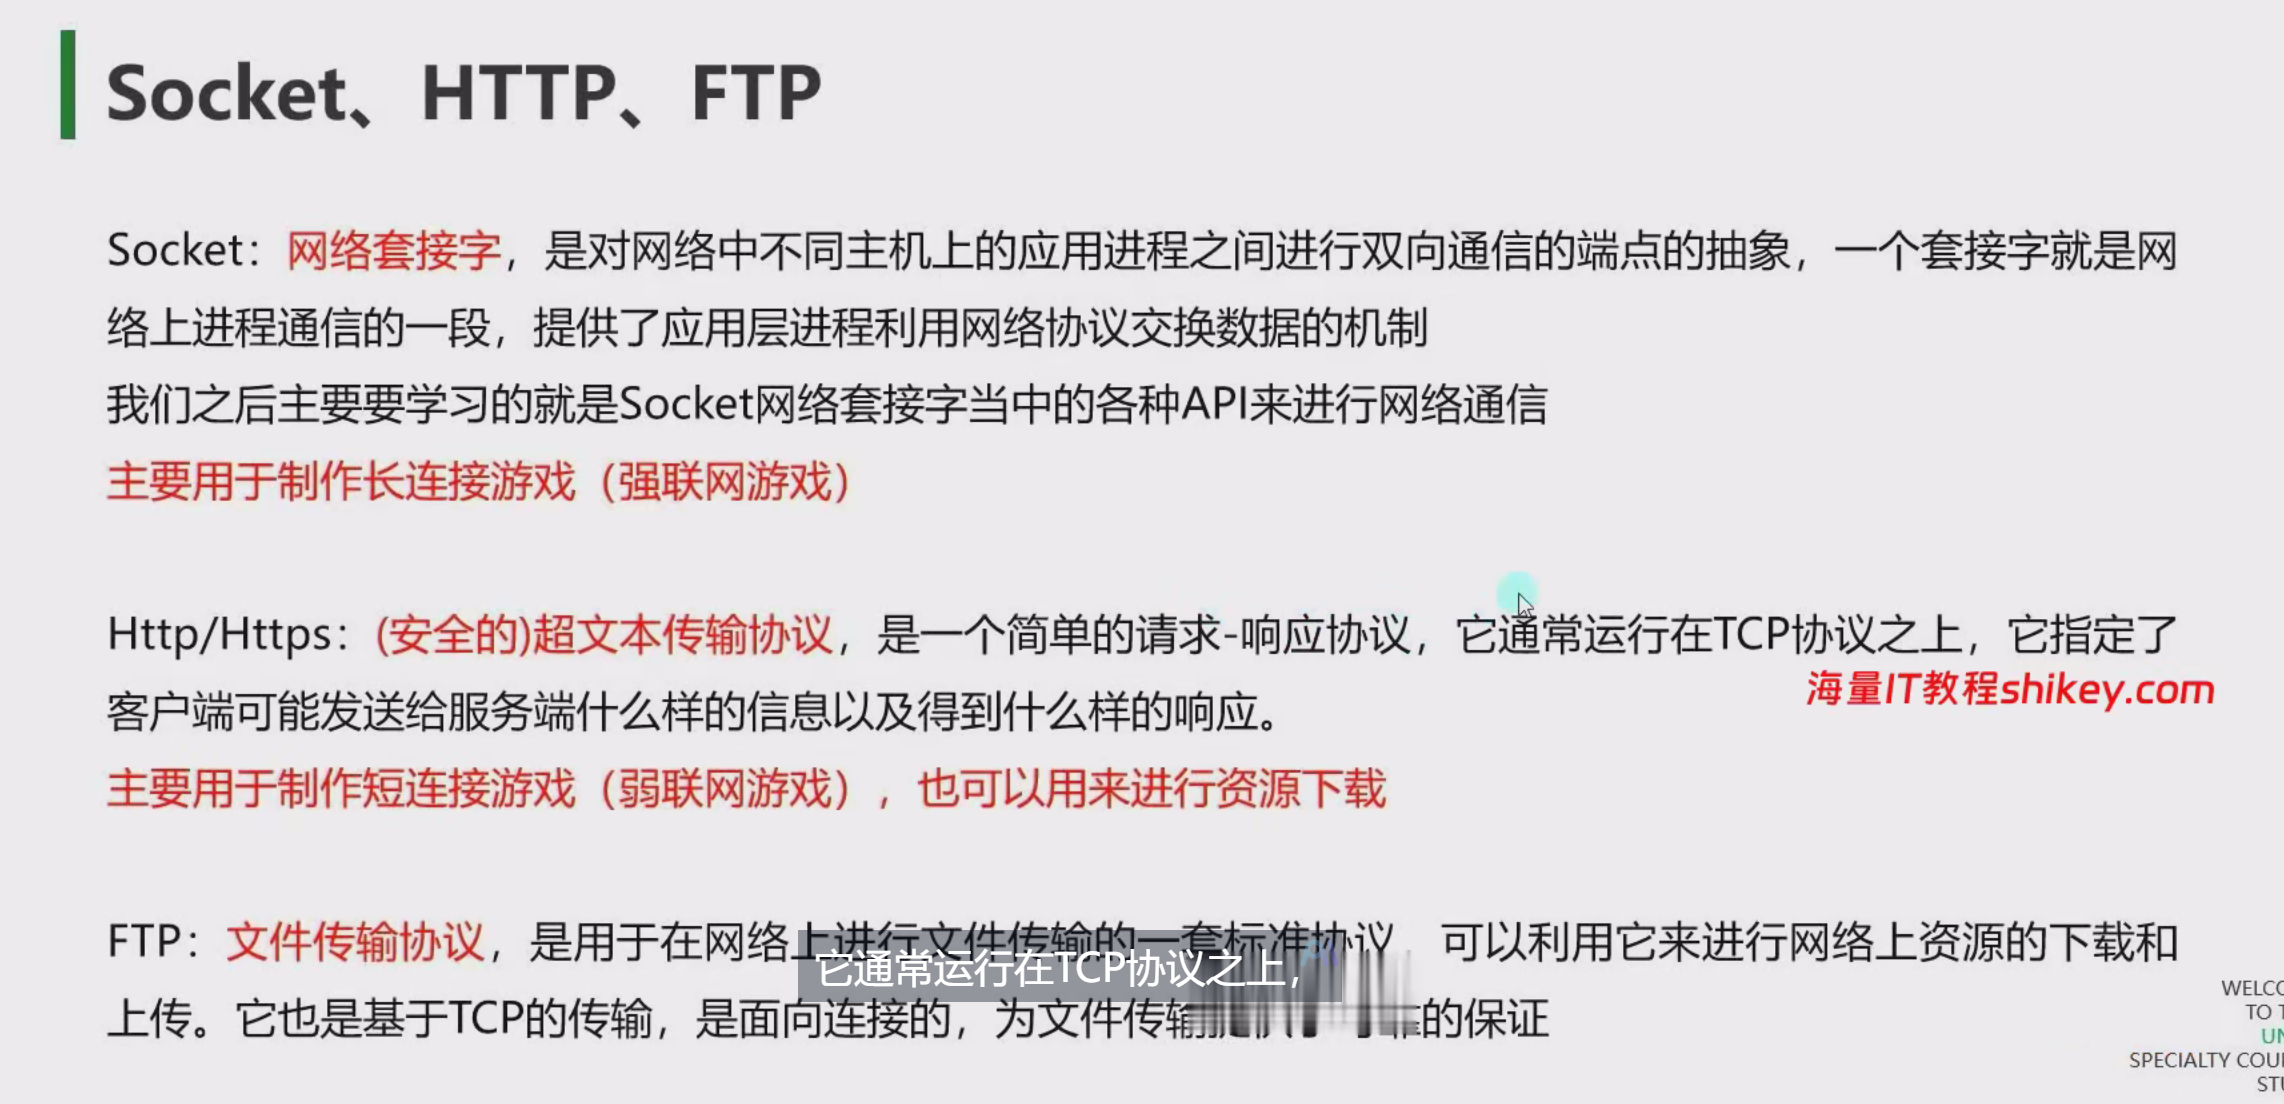 Socket、HTTP、FTP
Socket：网络套接字，是对网络中不同主机上的应用进程之间进行双向通信的端点的抽象，一个套接字就是网
络上进程通信的一段，提供了应用层进程利用网络协议交换数据的机制
我们之后主要要学习的就是Socket网络套接字当中的各种API来进行网络通信
主要用于制作长连接游戏（强联网游戏）
Http/Https：(安全的)超文本传输协议，是一个简单的请求-响应协议，它通常运行在TCP协议之上，它指定了
海量IT教程shikey.com
客户端可能发送给服务端什么样的信息以及得到什么样的响应。
主要用于制作短连接游戏（弱联网游戏），也可以用来进行资源下载
FTP：文件传输协议，是用于在网络上进行文件传输的一套标准协议 可以利用它来进行网络上资源的下载和
它通常运行在TCP协议之上，
上传。它也是基于TCP的传输，是面向连接的，为文件传输 的保证
WELCO
TO T
UN
SPECIALTY COU
STU